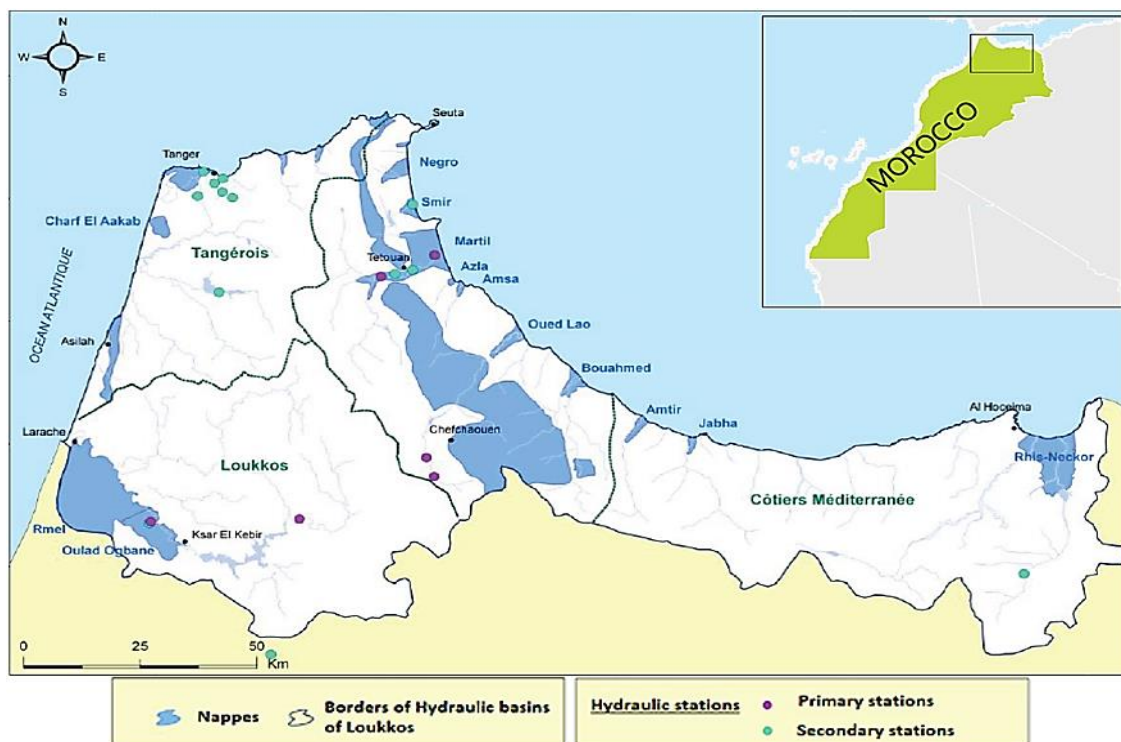 N
W E
S
MOROCCO
Seuta
Tanger
Negro
Smir
Charf El Aakab
Martil
Tangérois
Tetouan
Azla
Amsa
OCEAN ATLANTIQUE
Oued Lao
Asilah
Bouahmed
Amtir
Al Hoceima
Jabha
Larache
Chefchaouen
Rhis-Neckor
Loukkos
Côtiers Méditerranée
Rmel
Ksar El Kebir
Oulad Ogbane
0 25 50
Km
Nappes
Borders of Hydraulic basins
of Loukkos
Hydraulic stations
Primary stations
Secondary stations